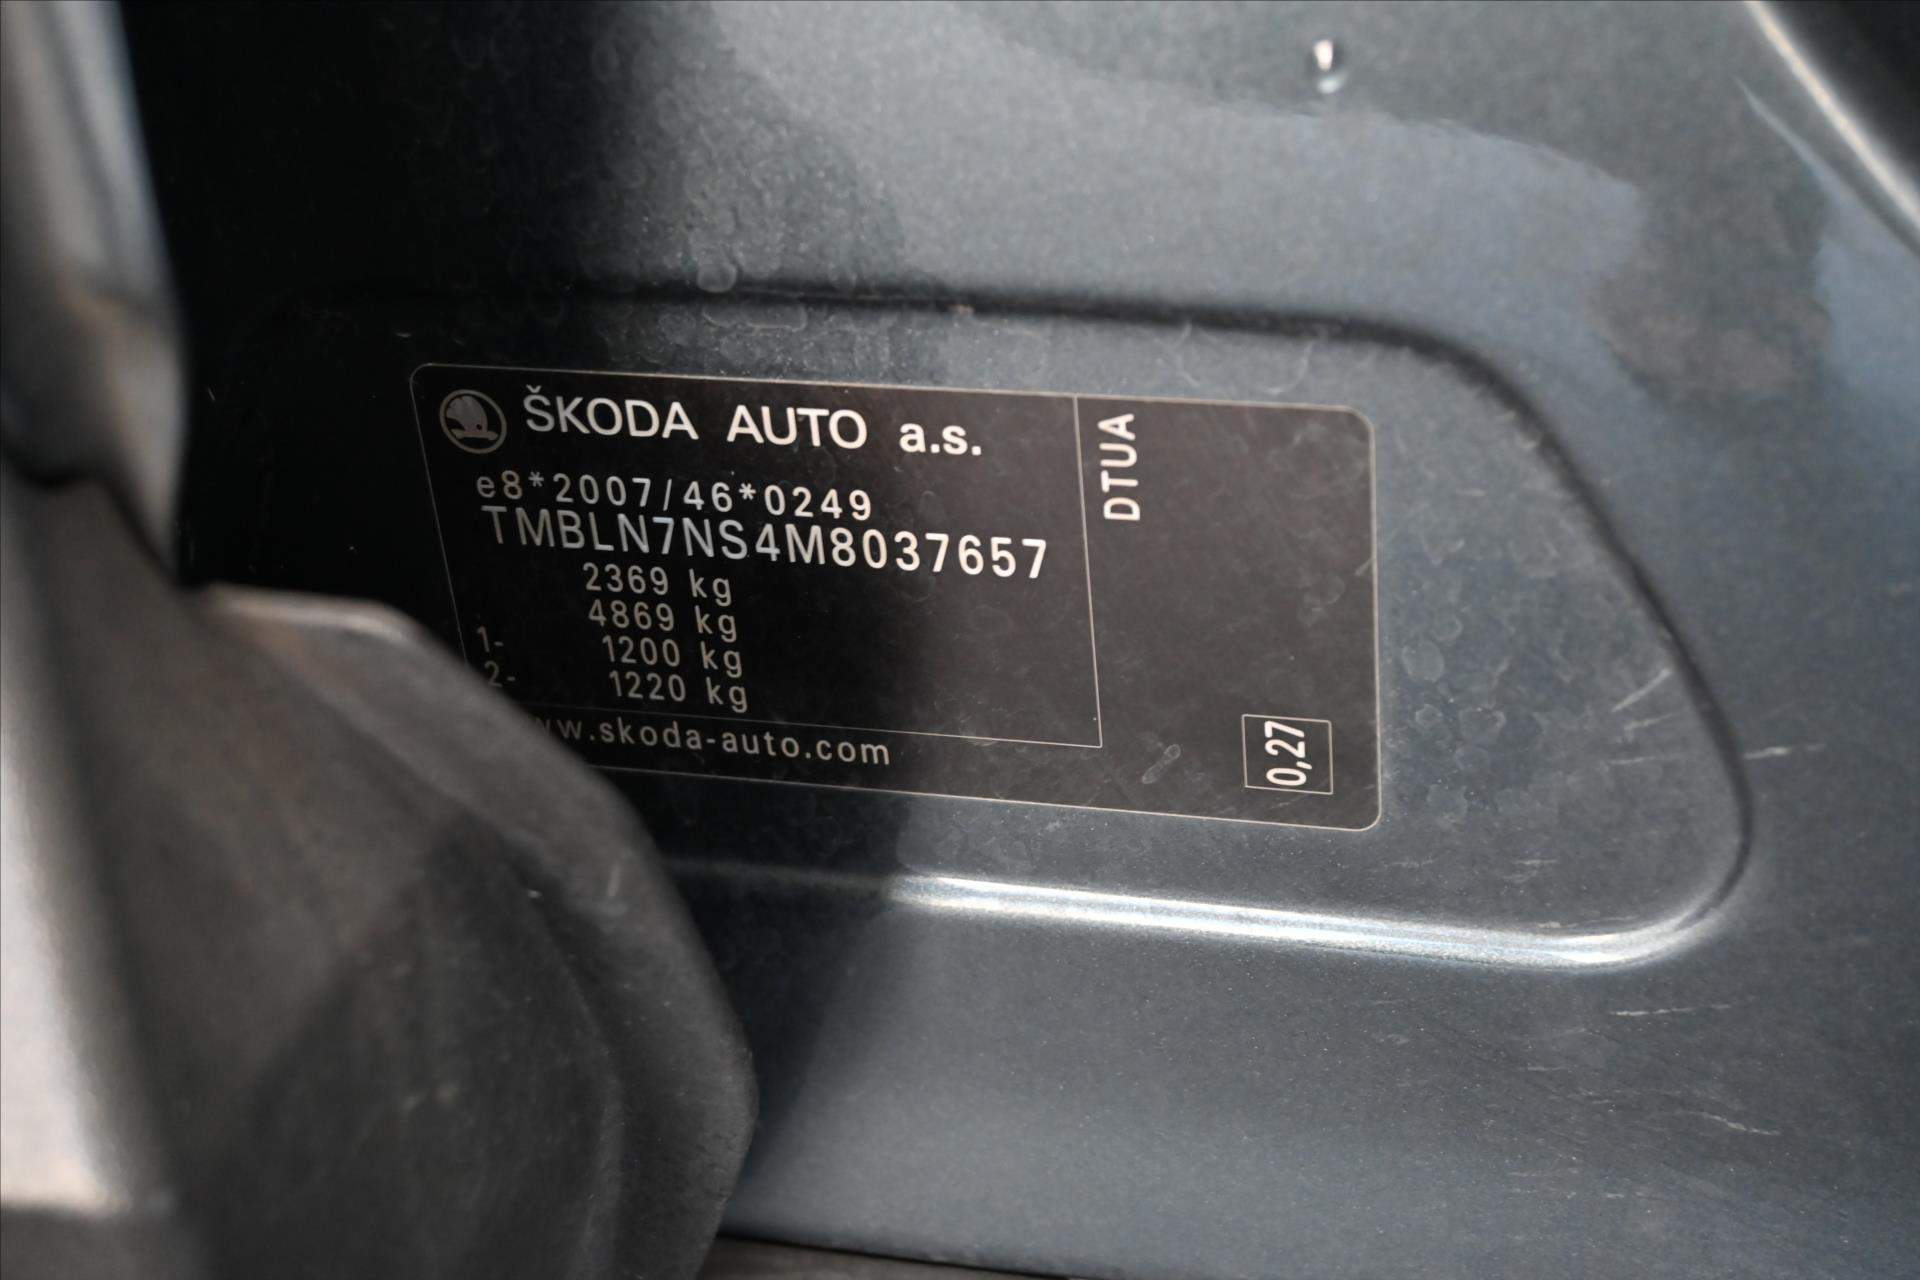 ŠKODA AUTO a.s.
e8*2007/46*0249
TMBLN7NS4M8037657
2369 kg
4869 kg
1- 1200 kg
2- 1220 kg
www.skoda-auto.com
DTUA
0,27